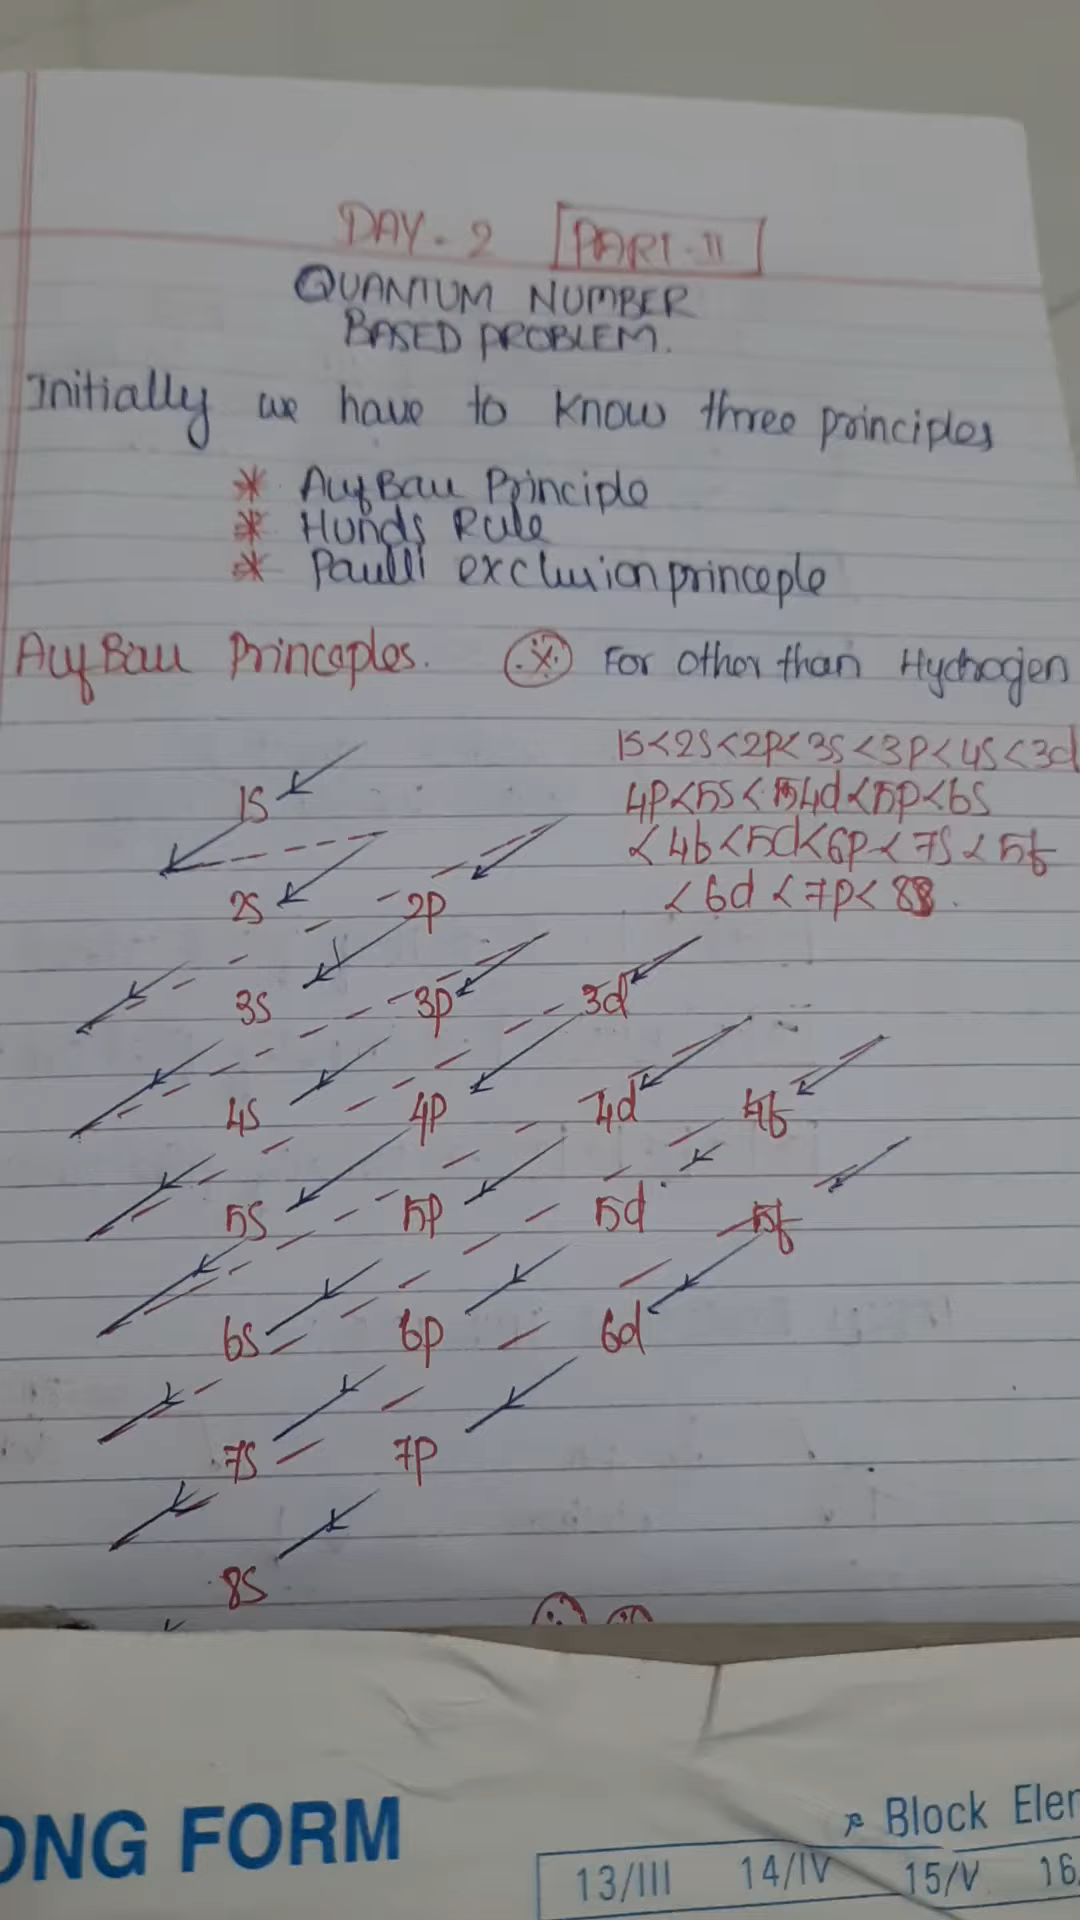 DAY-2 PART-II
QUANTUM NUMBER
BASED PROBLEM.
Initially we have to know three principles
* AufBau Principle
* Hunds Rule
* Paulli exclusion princeple
AufBau Princeples. For other than Hydrogen
1S<2S<2P<3S<3P<4S<3d
4P<5S<4d<5P<6S
<4f<5d<6P<7S<5f
<6d<7P<8S.
1S
2S 2P
3S 3P 3d
4S 4P 4d 4f
5S 5P 5d 5f
6S 6P 6d
7S 7P
8S
ONG FORM
P Block Elem
13/III 14/IV 15/V 16